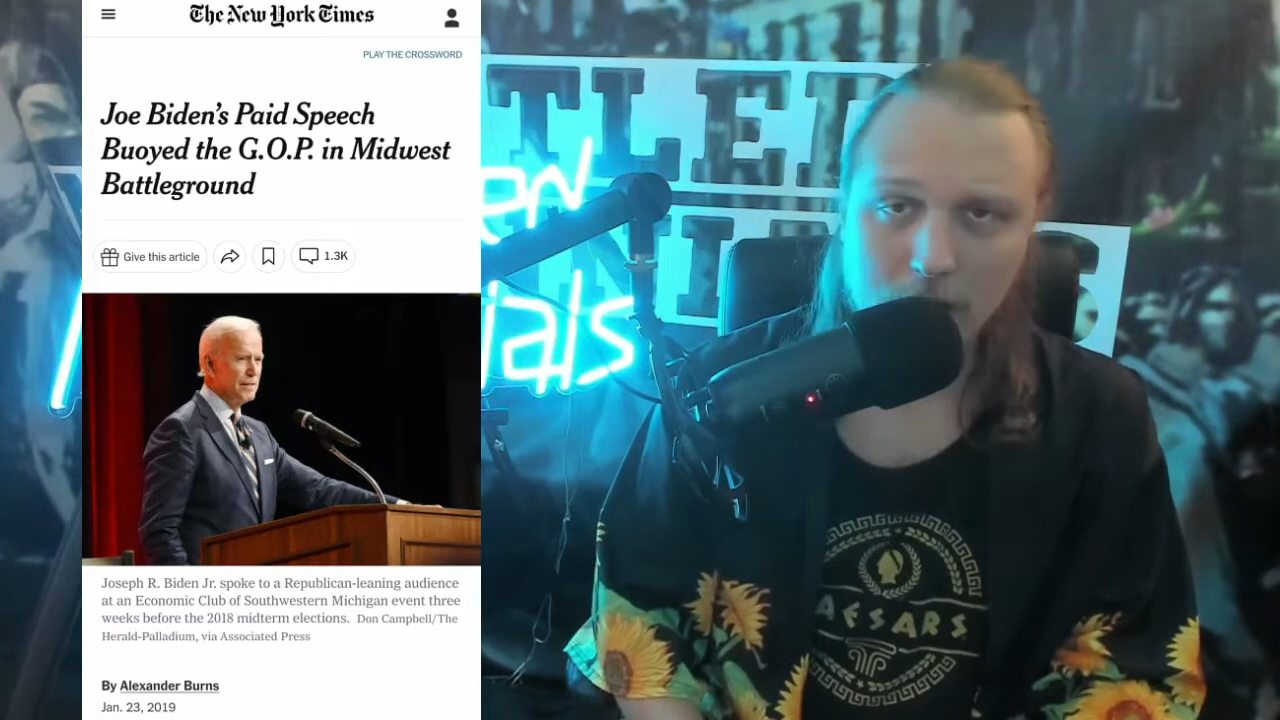 The New York Times
PLAY THE CROSSWORD
Joe Biden's Paid Speech
Buoyed the G.O.P. in Midwest
Battleground
Give this article
1.3K
Joseph R. Biden Jr. spoke to a Republican-leaning audience
at an Economic Club of Southwestern Michigan event three
weeks before the 2018 midterm elections. Don Campbell/The
Herald-Palladium, via Associated Press
By Alexander Burns
Jan. 23, 2019
CAESARS